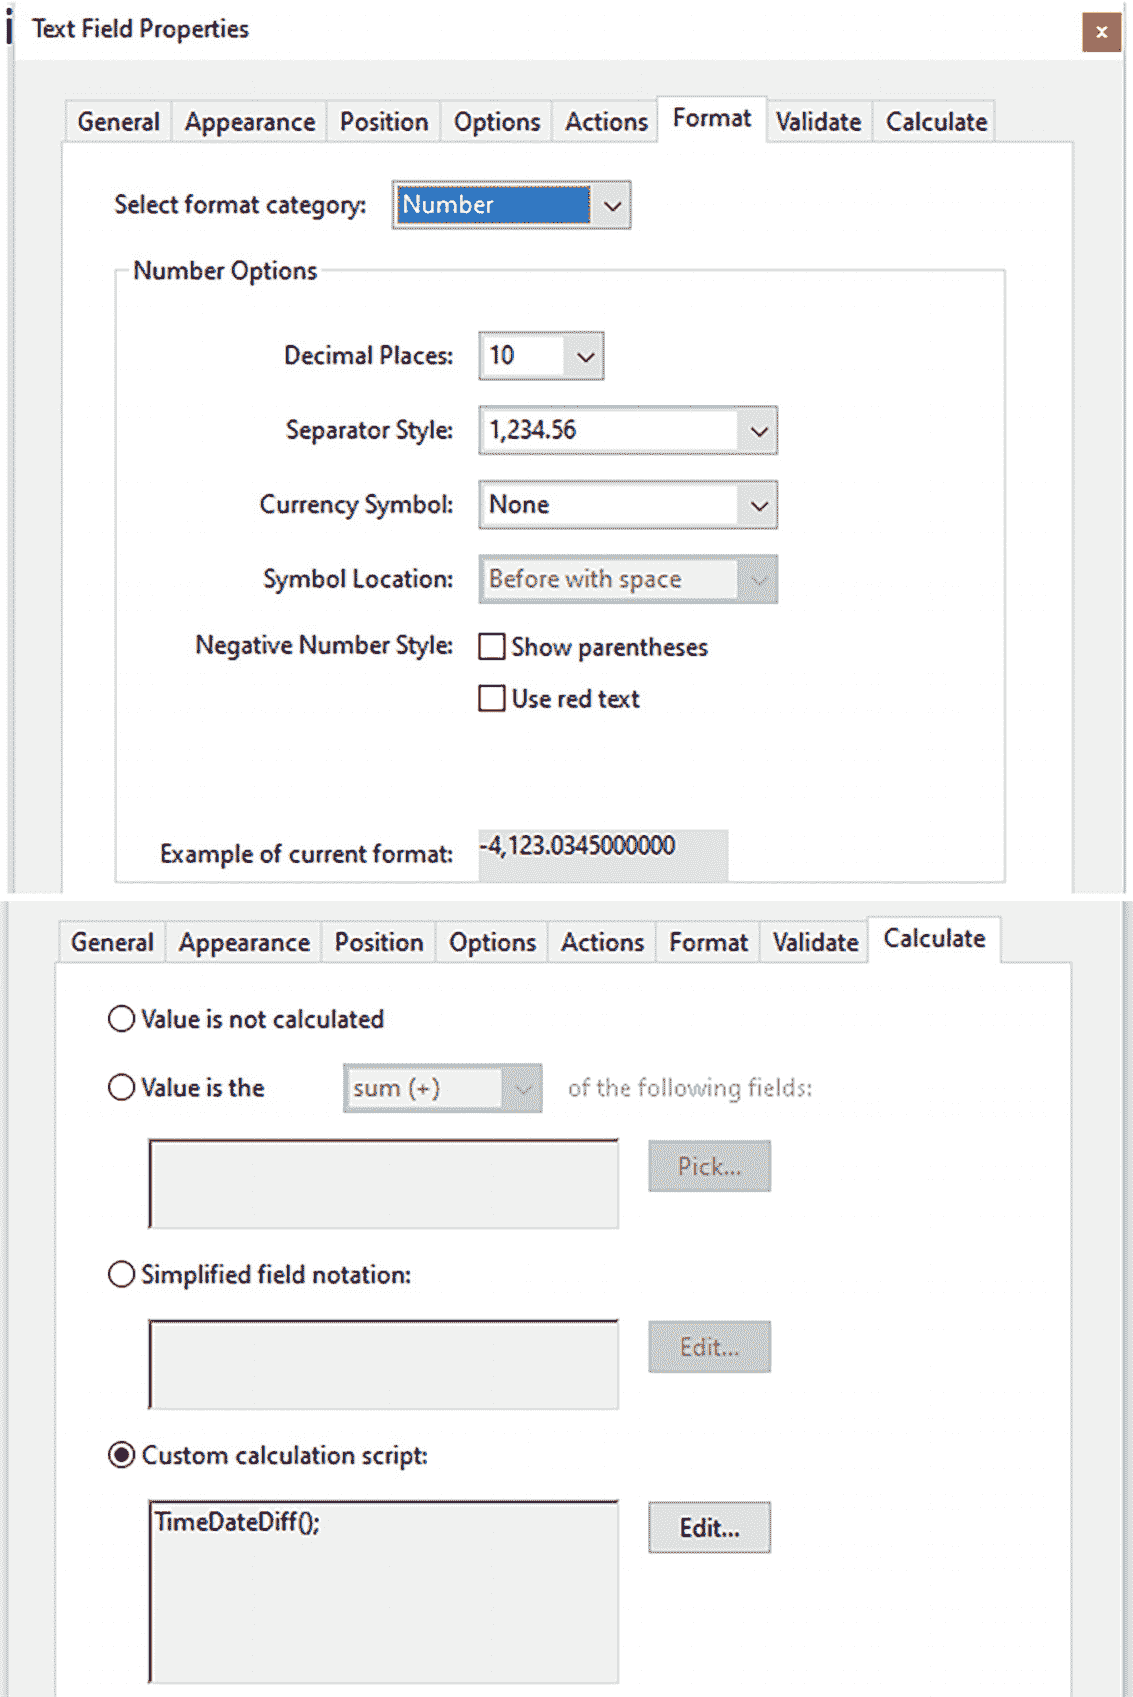 Text Field Properties
x
General Appearance Position Options Actions Format Validate Calculate
Select format category: Number
Number Options
Decimal Places: 10
Separator Style: 1,234.56
Currency Symbol: None
Symbol Location: Before with space
Negative Number Style: Show parentheses
Use red text
Example of current format: -4,123.0345000000
General Appearance Position Options Actions Format Validate Calculate
Value is not calculated
Value is the sum (+) of the following fields:
Pick...
Simplified field notation:
Edit...
Custom calculation script:
TimeDateDiff();
Edit...